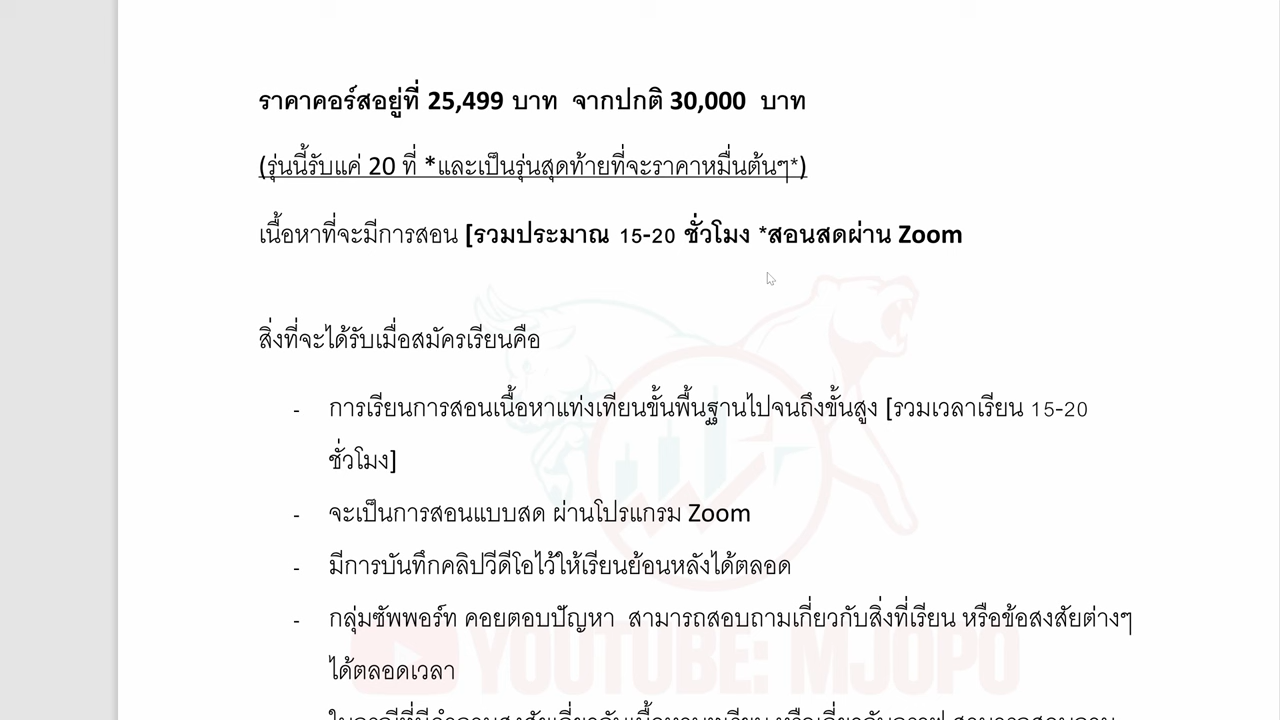 ราคาคอร์สอยู่ที่ 25,499 บาท จากปกติ 30,000 บาท
(รุ่นนี้รับแค่ 20 ที่ *และเป็นรุ่นสุดท้ายที่จะราคาหมื่นต้นๆ*)
เนื้อหาที่จะมีการสอน [รวมประมาณ 15-20 ชั่วโมง *สอนสดผ่าน Zoom
สิ่งที่จะได้รับเมื่อสมัครเรียนคือ
- การเรียนการสอนเนื้อหาแท่งเทียนขั้นพื้นฐานไปจนถึงขั้นสูง [รวมเวลาเรียน 15-20
ชั่วโมง]
- จะเป็นการสอนแบบสด ผ่านโปรแกรม Zoom
- มีการบันทึกคลิปวีดีโอไว้ให้เรียนย้อนหลังได้ตลอด
- กลุ่มซัพพอร์ท คอยตอบปัญหา สามารถสอบถามเกี่ยวกับสิ่งที่เรียน หรือข้อสงสัยต่างๆ
ได้ตลอดเวลา
YOUTUBE: MJOPO